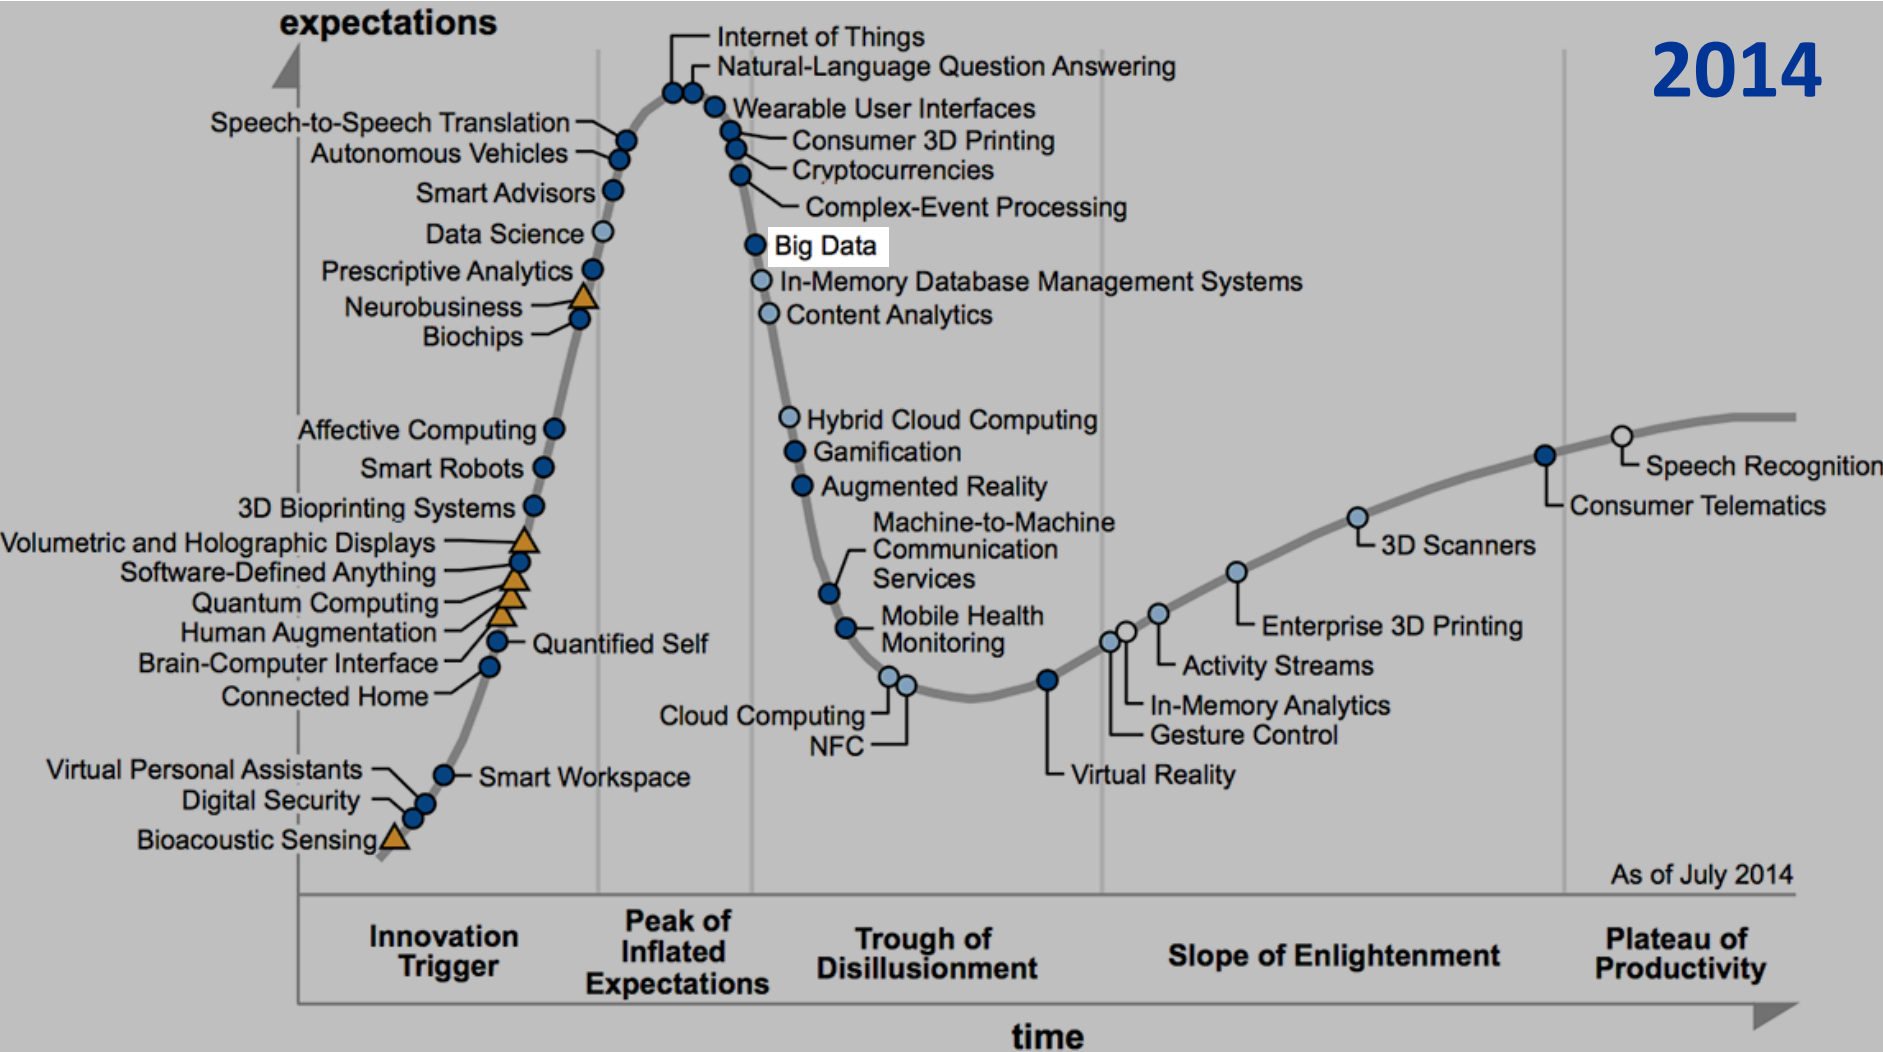 expectations
2014
Internet of Things
Natural-Language Question Answering
Wearable User Interfaces
Speech-to-Speech Translation
Consumer 3D Printing
Autonomous Vehicles
Cryptocurrencies
Smart Advisors
Complex-Event Processing
Data Science
Big Data
Prescriptive Analytics
In-Memory Database Management Systems
Neurobusiness
Content Analytics
Biochips
Hybrid Cloud Computing
Affective Computing
Gamification
Smart Robots
Augmented Reality
3D Bioprinting Systems
Machine-to-Machine
Communication
Services
Volumetric and Holographic Displays
Software-Defined Anything
Quantum Computing
Human Augmentation
Brain-Computer Interface
Connected Home
Quantified Self
Mobile Health
Monitoring
Speech Recognition
Consumer Telematics
3D Scanners
Enterprise 3D Printing
Activity Streams
In-Memory Analytics
Gesture Control
Virtual Reality
Cloud Computing
NFC
Virtual Personal Assistants
Smart Workspace
Digital Security
Bioacoustic Sensing
As of July 2014
Innovation
Trigger
Peak of
Inflated
Expectations
Trough of
Disillusionment
Slope of Enlightenment
Plateau of
Productivity
time